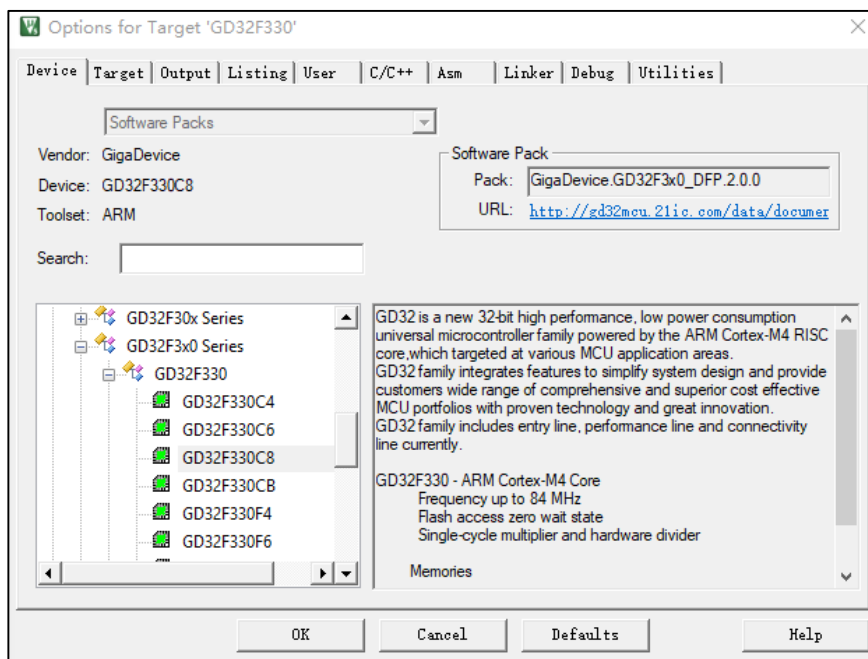 Options for Target 'GD32F330'
Device Target Output Listing User C/C++ Asm Linker Debug Utilities
Software Packs
Vendor: GigaDevice
Device: GD32F330C8
Toolset: ARM
Search:
Software Pack
Pack: GigaDevice.GD32F3x0_DFP.2.0.0
URL: http://gd32mcu.21ic.com/data/documer
GD32F30x Series
GD32F3x0 Series
GD32F330
GD32F330C4
GD32F330C6
GD32F330C8
GD32F330CB
GD32F330F4
GD32F330F6
GD32 is a new 32-bit high performance, low power consumption
universal microcontroller family powered by the ARM Cortex-M4 RISC
core,which targeted at various MCU application areas.
GD32 family integrates features to simplify system design and provide
customers wide range of comprehensive and superior cost effective
MCU portfolios with proven technology and great innovation.
GD32 family includes entry line, performance line and connectivity
line currently.
GD32F330 - ARM Cortex-M4 Core
Frequency up to 84 MHz
Flash access zero wait state
Single-cycle multiplier and hardware divider
Memories
OK Cancel Defaults Help